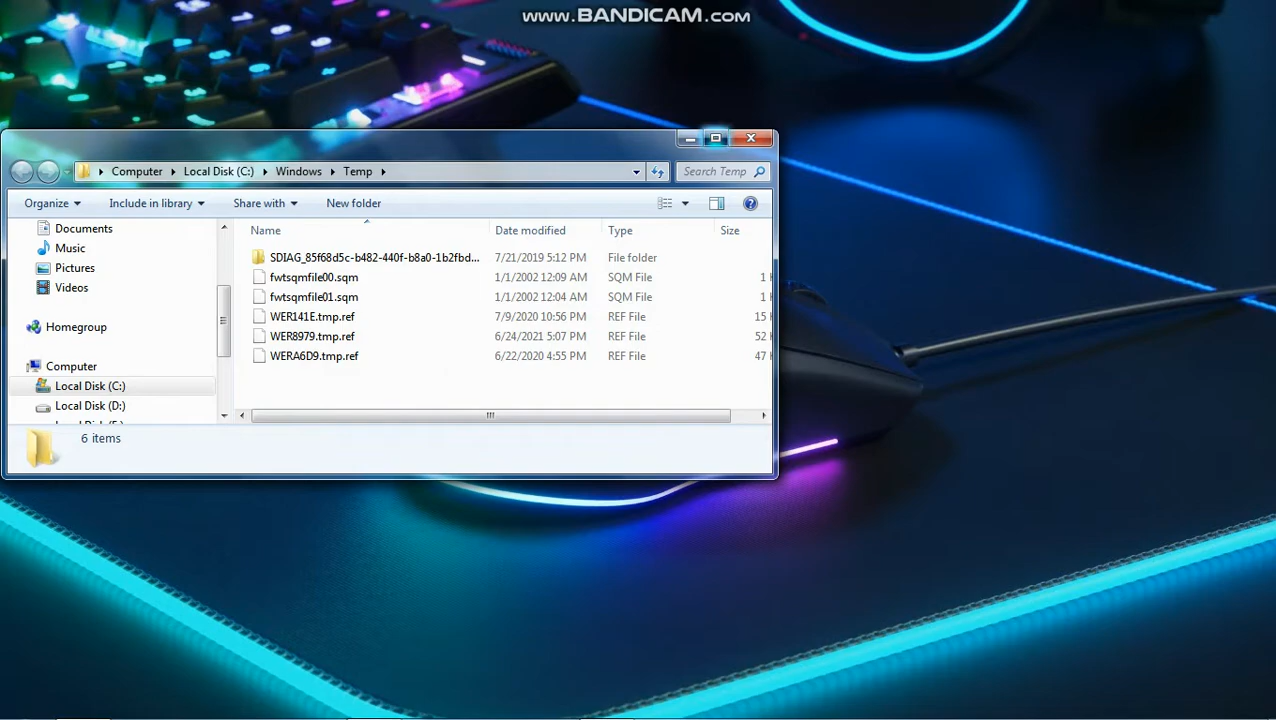 www.BANDICAM.com
Computer Local Disk (C:) Windows Temp
Search Temp
Organize Include in library Share with New folder
Documents
Music
Pictures
Videos
Homegroup
Computer
Local Disk (C:)
Local Disk (D:)
Name Date modified Type Size
SDIAG_85f68d5c-b482-440f-b8a0-1b2fbd... 7/21/2019 5:12 PM File folder
fwtsqmfile00.sqm 1/1/2002 12:09 AM SQM File 1
fwtsqmfile01.sqm 1/1/2002 12:04 AM SQM File 1
WER141E.tmp.ref 7/9/2020 10:56 PM REF File 15
WER8979.tmp.ref 6/24/2021 5:07 PM REF File 52
WERA6D9.tmp.ref 6/22/2020 4:55 PM REF File 47
6 items